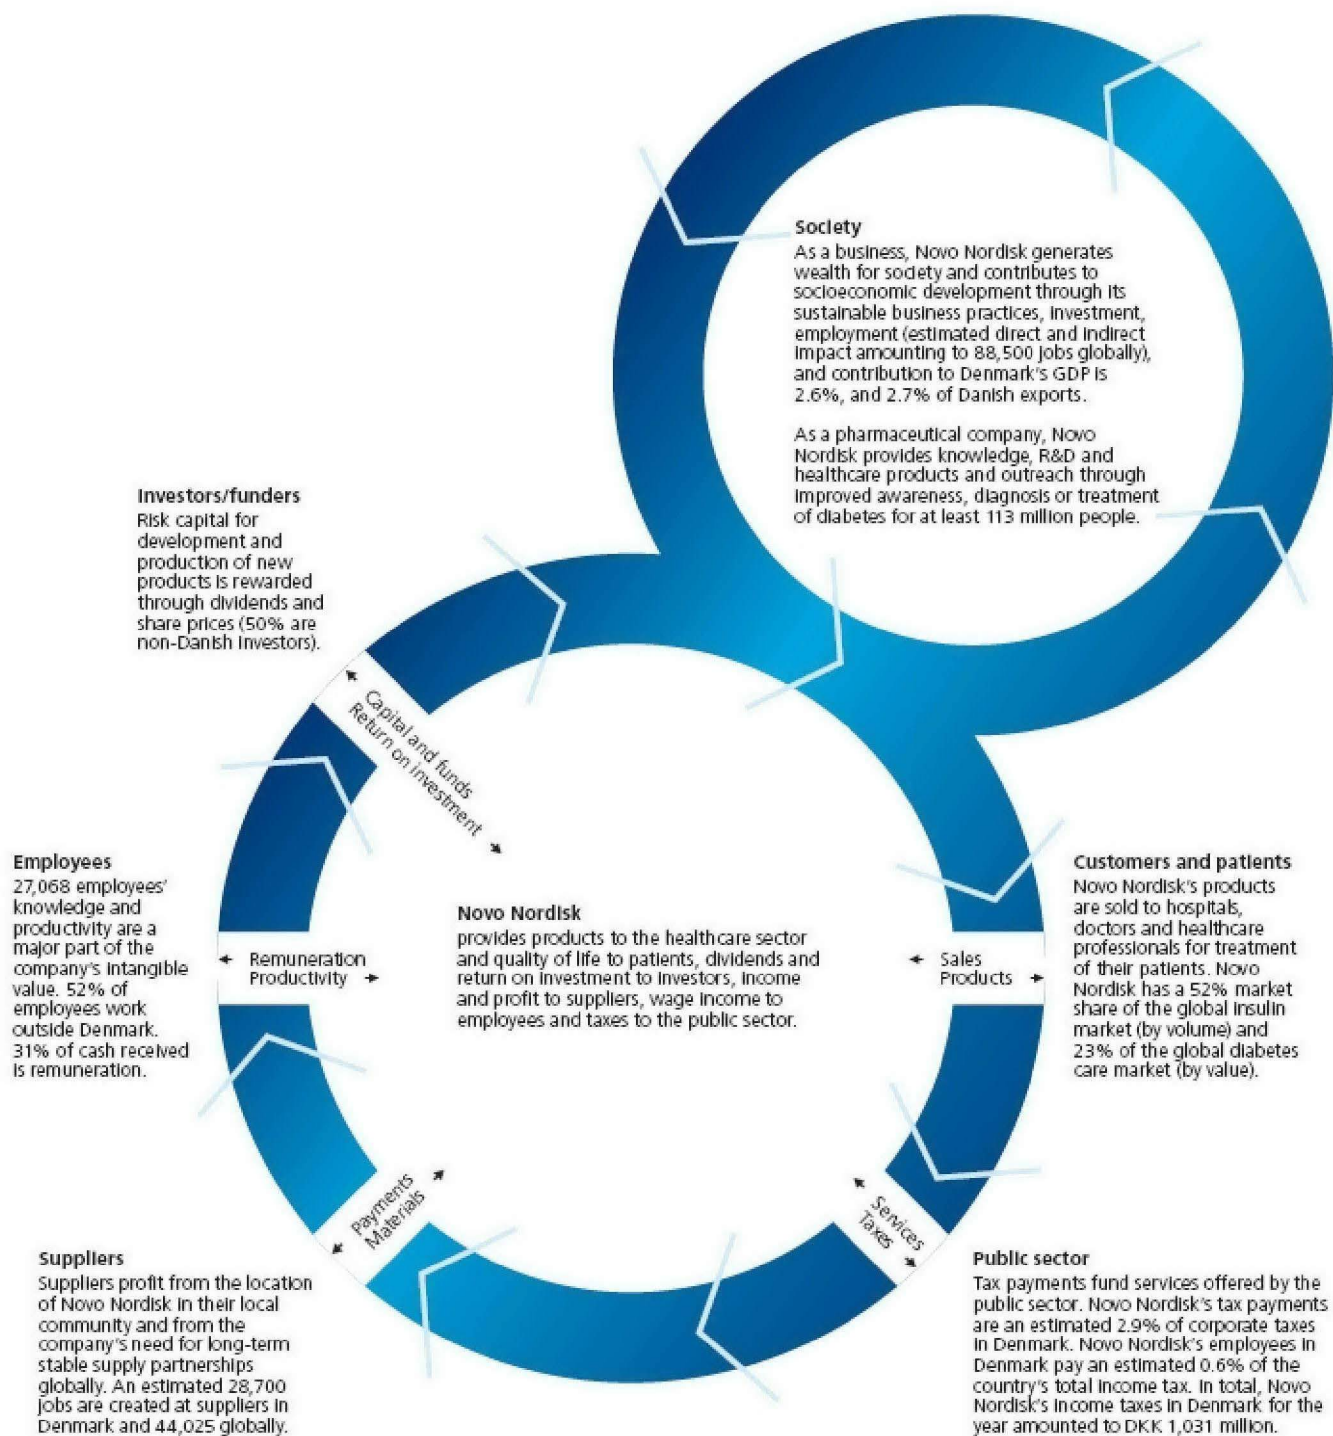 Society
As a business, Novo Nordisk generates
wealth for society and contributes to
socioeconomic development through its
sustainable business practices, investment,
employment (estimated direct and indirect
impact amounting to 88,500 jobs globally),
and contribution to Denmark's GDP is
2.6%, and 2.7% of Danish exports.
As a pharmaceutical company, Novo
Nordisk provides knowledge, R&D and
healthcare products and outreach through
improved awareness, diagnosis or treatment
of diabetes for at least 113 million people.
Investors/funders
Risk capital for
development and
production of new
products is rewarded
through dividends and
share prices (50% are
non-Danish investors).
Capital and funds
Return on investment
Employees
27,068 employees'
knowledge and
productivity are a
major part of the
company's intangible
value. 52% of
employees work
outside Denmark.
31% of cash received
is remuneration.
Remuneration
Productivity
Novo Nordisk
provides products to the healthcare sector
and quality of life to patients, dividends and
return on investment to investors, income
and profit to suppliers, wage income to
employees and taxes to the public sector.
Sales
Products
Customers and patients
Novo Nordisk's products
are sold to hospitals,
doctors and healthcare
professionals for treatment
of their patients. Novo
Nordisk has a 52% market
share of the global insulin
market (by volume) and
23% of the global diabetes
care market (by value).
Payments
Materials
Services
Taxes
Suppliers
Suppliers profit from the location
of Novo Nordisk in their local
community and from the
company's need for long-term
stable supply partnerships
globally. An estimated 28,700
jobs are created at suppliers in
Denmark and 44,025 globally.
Public sector
Tax payments fund services offered by the
public sector. Novo Nordisk's tax payments
are an estimated 2.9% of corporate taxes
in Denmark. Novo Nordisk's employees in
Denmark pay an estimated 0.6% of the
country's total income tax. In total, Novo
Nordisk's income taxes in Denmark for the
year amounted to DKK 1,031 million.